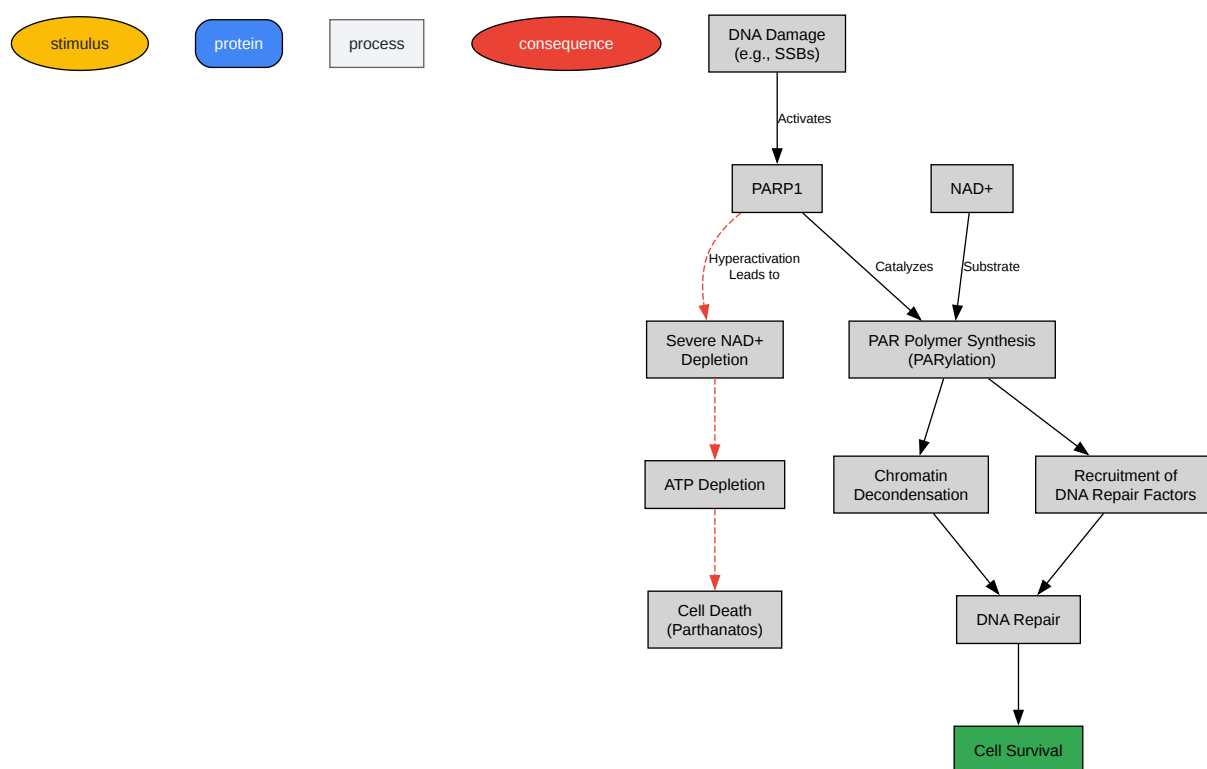 stimulus
protein
process
consequence
DNA Damage
(e.g., SSBs)
Activates
PARP1
NAD+
Hyperactivation
Leads to
Catalyzes
Substrate
Severe NAD+
Depletion
PAR Polymer Synthesis
(PARylation)
ATP Depletion
Chromatin
Decondensation
Recruitment of
DNA Repair Factors
Cell Death
(Parthanatos)
DNA Repair
Cell Survival